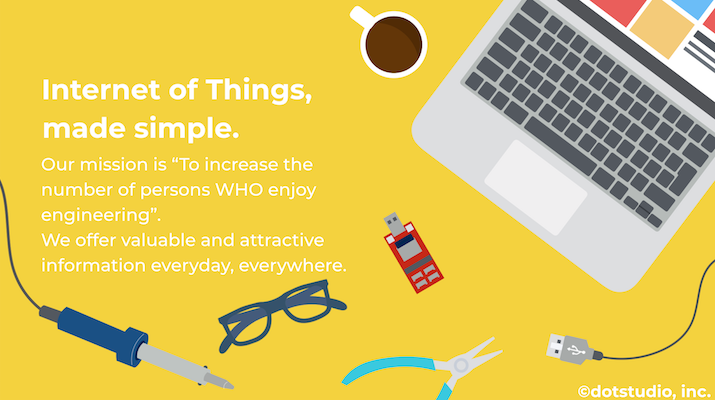 Internet of Things,
made simple.
Our mission is “To increase the
number of persons WHO enjoy
engineering”.
We offer valuable and attractive
information everyday, everywhere.
©dotstudio, inc.